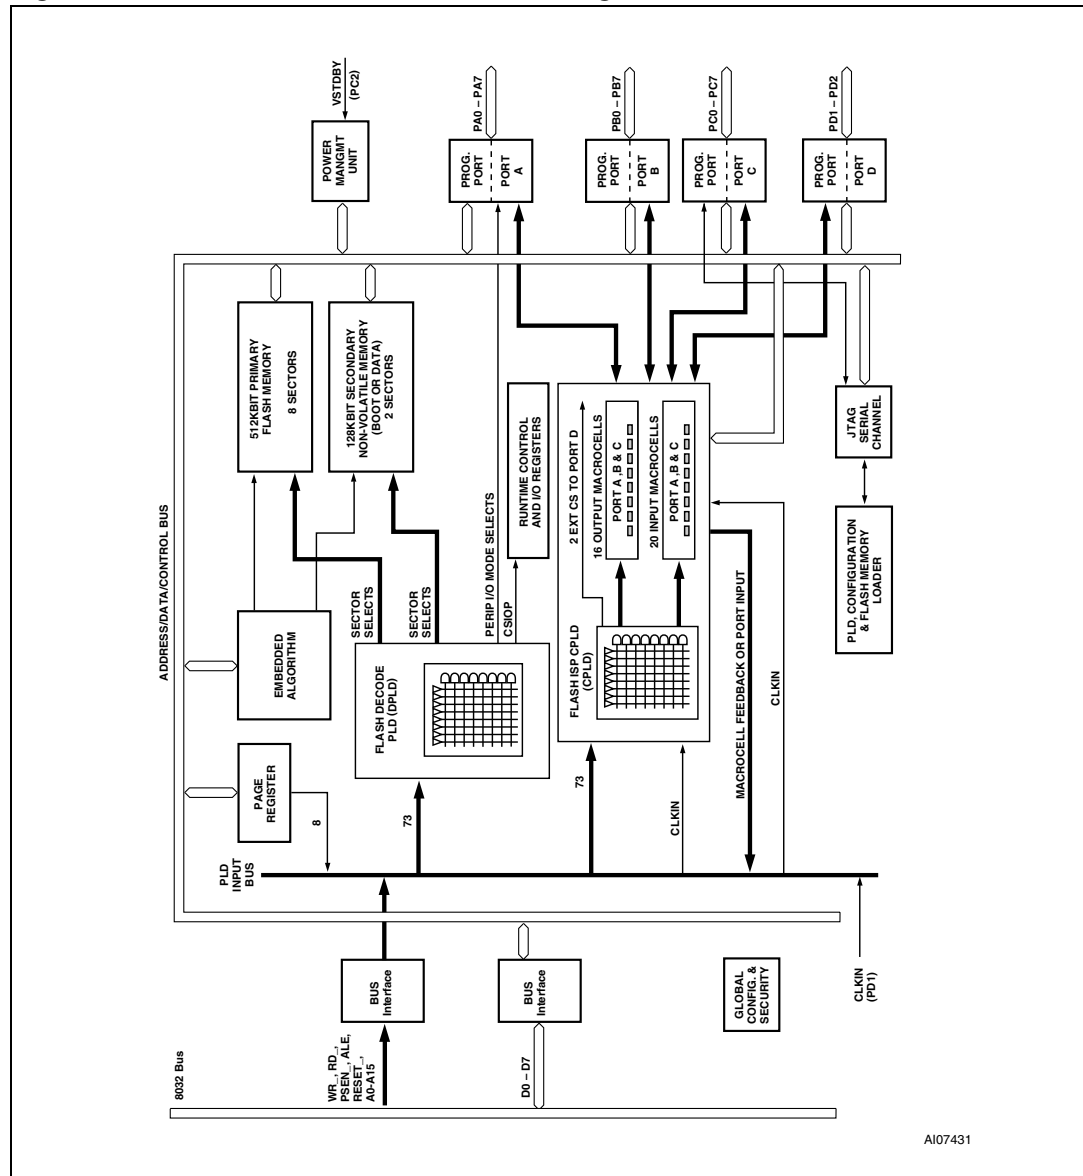 8032 Bus
WR_, RD_,
PSEN_, ALE,
RESET_,
A0-A15
D0 – D7
BUS
Interface
BUS
Interface
GLOBAL
CONFIG. &
SECURITY
CLKIN
(PD1)
PLD
INPUT
BUS
ADDRESS/DATA/CONTROL BUS
PAGE
REGISTER
8
73
73
CLKIN
CLKIN
EMBEDDED
ALGORITHM
FLASH DECODE
PLD (DPLD)
SECTOR
SELECTS
SECTOR
SELECTS
PERIP I/O MODE SELECTS
CSIOP
FLASH ISP CPLD
(CPLD)
2 EXT CS TO PORT D
16 OUTPUT MACROCELLS
PORT A ,B & C
20 INPUT MACROCELLS
PORT A ,B & C
MACROCELL FEEDBACK OR PORT INPUT
512KBIT PRIMARY
FLASH MEMORY
8 SECTORS
128KBIT SECONDARY
NON-VOLATILE MEMORY
(BOOT OR DATA)
2 SECTORS
RUNTIME CONTROL
AND I/O REGISTERS
JTAG
SERIAL
CHANNEL
PLD, CONFIGURATION
& FLASH MEMORY
LOADER
VSTDBY
(PC2)
POWER
MANGMT
UNIT
PA0 – PA7
PROG.
PORT
PORT
A
PB0 – PB7
PROG.
PORT
PORT
B
PC0 – PC7
PROG.
PORT
PORT
C
PD1 – PD2
PROG.
PORT
PORT
D
AI07431